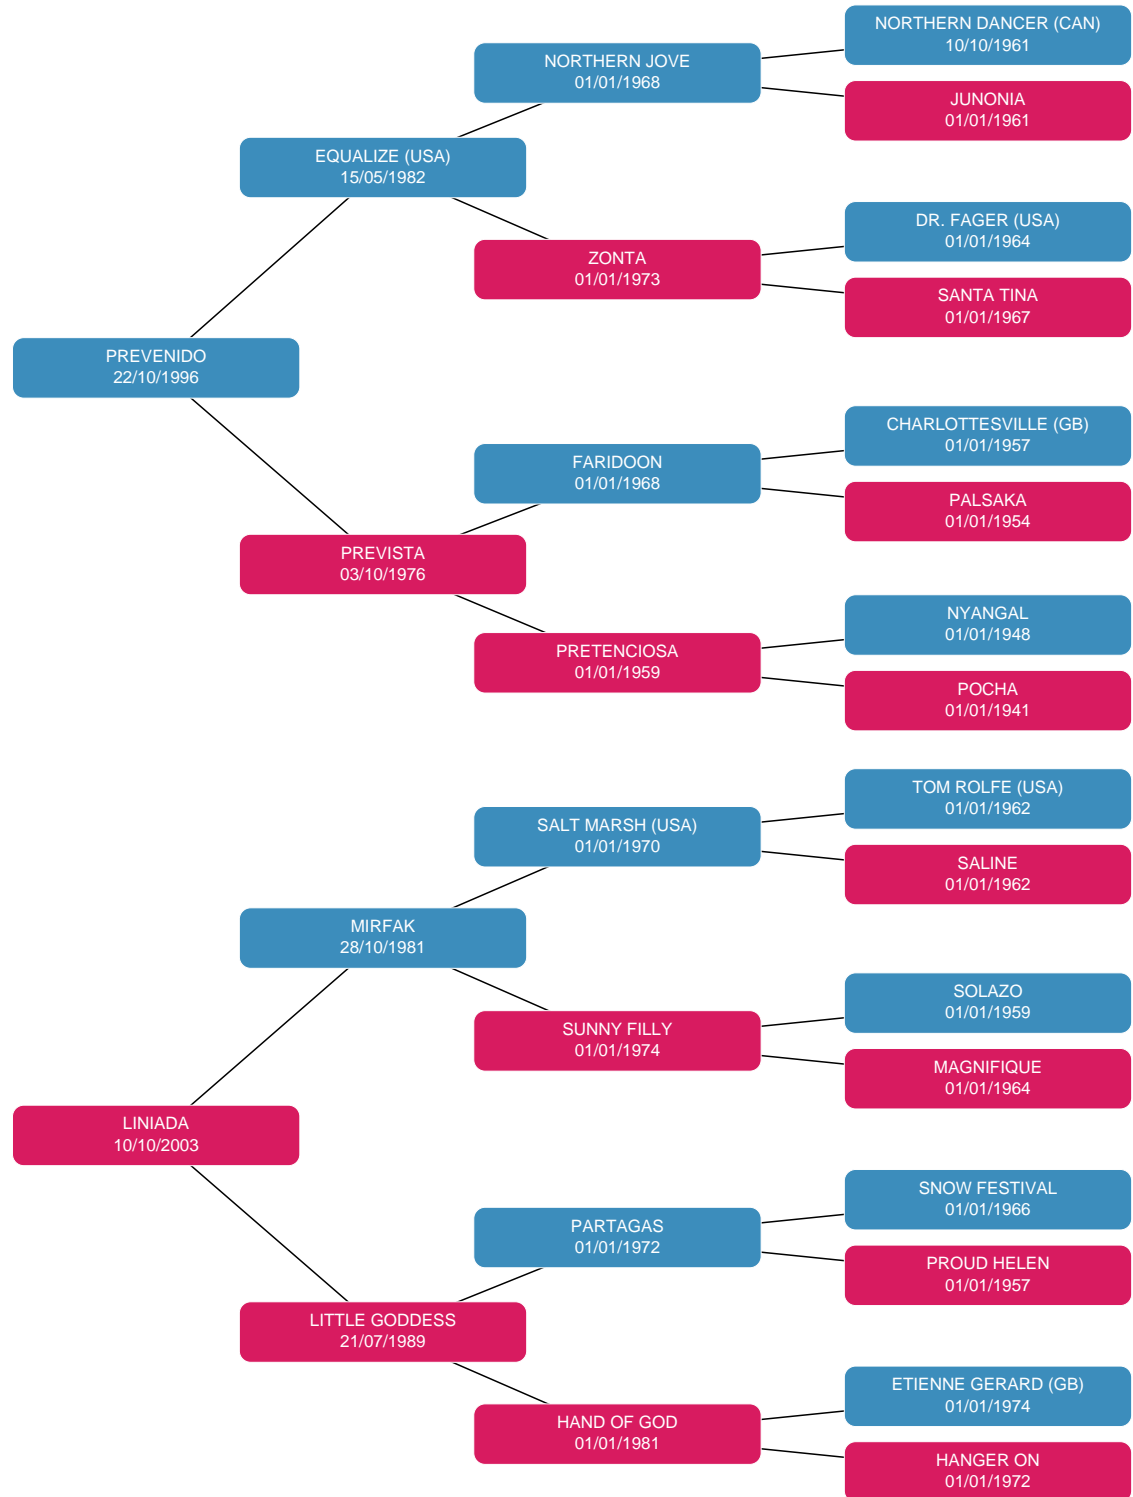 NORTHERN DANCER (CAN)
10/10/1961
NORTHERN JOVE
01/01/1968
JUNONIA
01/01/1961
EQUALIZE (USA)
15/05/1982
DR. FAGER (USA)
01/01/1964
ZONTA
01/01/1973
SANTA TINA
01/01/1967
PREVENIDO
22/10/1996
CHARLOTTESVILLE (GB)
01/01/1957
FARIDOON
01/01/1968
PALSAKA
01/01/1954
PREVISTA
03/10/1976
NYANGAL
01/01/1948
PRETENCIOSA
01/01/1959
POCHA
01/01/1941
TOM ROLFE (USA)
01/01/1962
SALT MARSH (USA)
01/01/1970
SALINE
01/01/1962
MIRFAK
28/10/1981
SOLAZO
01/01/1959
SUNNY FILLY
01/01/1974
MAGNIFIQUE
01/01/1964
LINIADA
10/10/2003
SNOW FESTIVAL
01/01/1966
PARTAGAS
01/01/1972
PROUD HELEN
01/01/1957
LITTLE GODDESS
21/07/1989
ETIENNE GERARD (GB)
01/01/1974
HAND OF GOD
01/01/1981
HANGER ON
01/01/1972